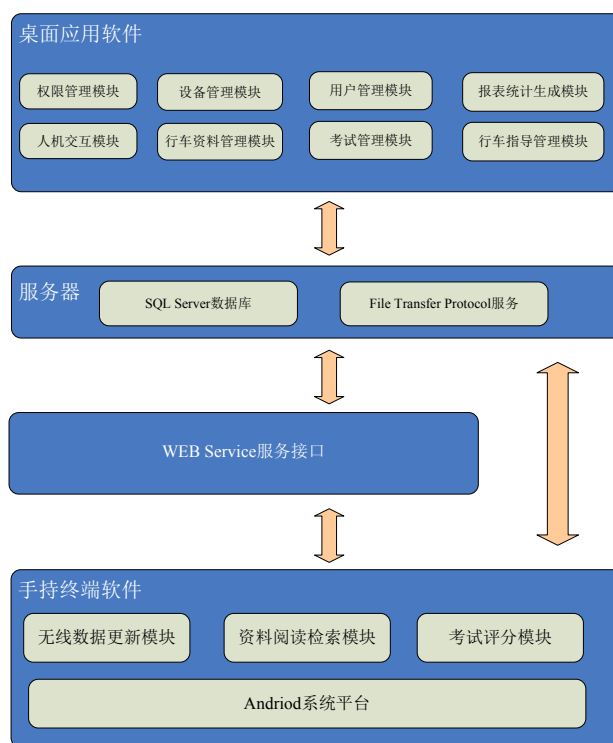 桌面应用软件
权限管理模块 设备管理模块 用户管理模块 报表统计生成模块
人机交互模块 行车资料管理模块 考试管理模块 行车指导管理模块
服务器
SQL Server数据库 File Transfer Protocol服务
WEB Service服务接口
手持终端软件
无线数据更新模块 资料阅读检索模块 考试评分模块
Andriod系统平台